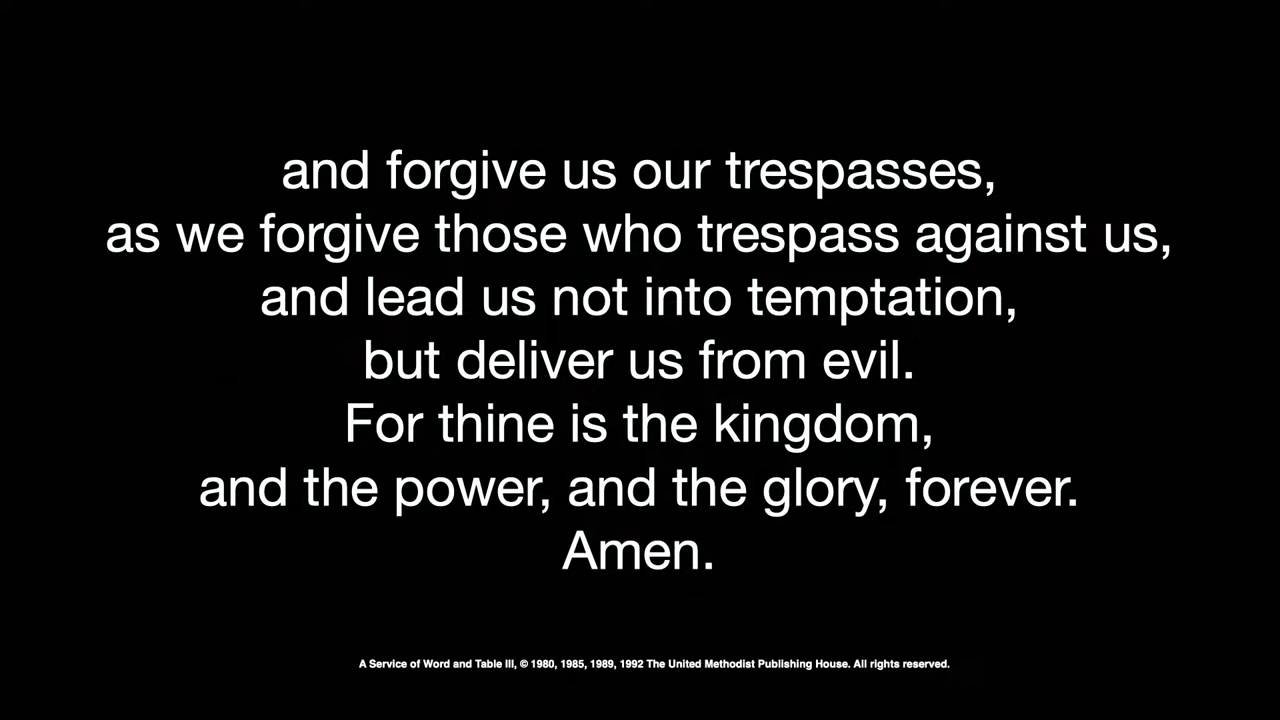 and forgive us our trespasses,
as we forgive those who trespass against us,
and lead us not into temptation,
but deliver us from evil.
For thine is the kingdom,
and the power, and the glory, forever.
Amen.
A Service of Word and Table III, © 1980, 1985, 1989, 1992 The United Methodist Publishing House. All rights reserved.